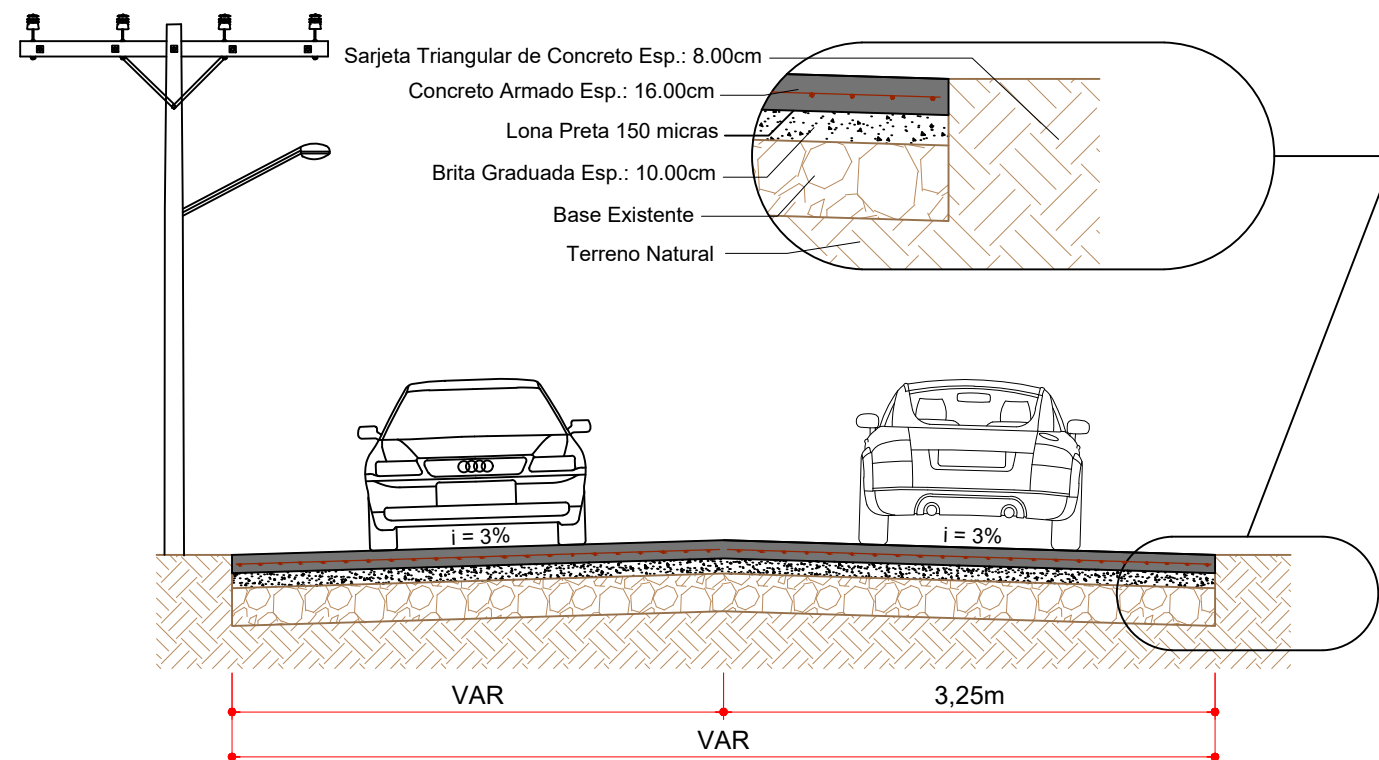 Sarjeta Triangular de Concreto Esp.: 8.00cm
Concreto Armado Esp.: 16.00cm
Lona Preta 150 micras
Brita Graduada Esp.: 10.00cm
Base Existente
Terreno Natural
i = 3%
i = 3%
VAR
3,25m
VAR